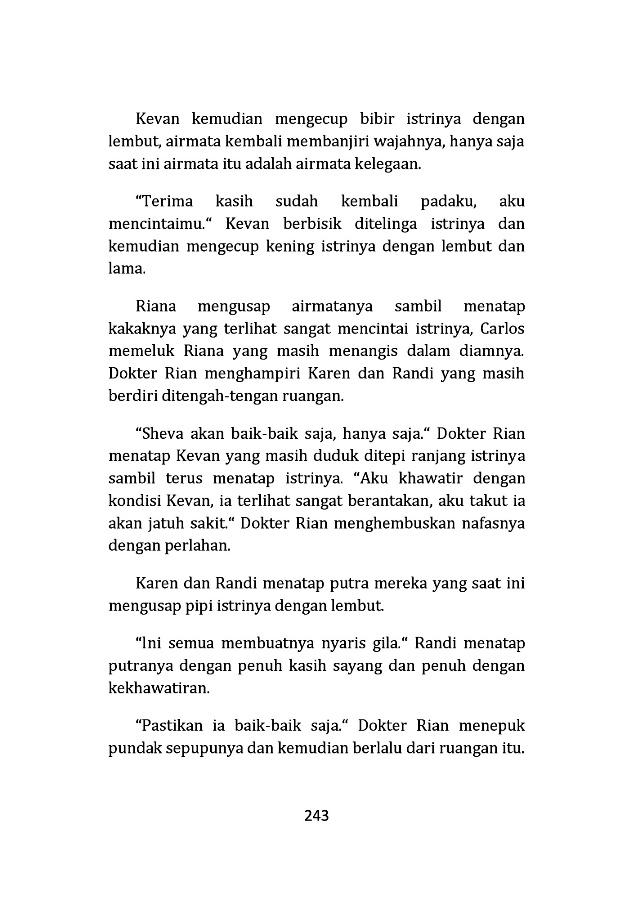 Kevan kemudian mengecup bibir istrinya dengan
lembut, airmata kembali membanjiri wajahnya, hanya saja
saat ini airmata itu adalah airmata kelegaan.
“Terima kasih sudah kembali padaku, aku
mencintaimu.“ Kevan berbisik ditelinga istrinya dan
kemudian mengecup kening istrinya dengan lembut dan
lama.
Riana mengusap airmatanya sambil menatap
kakaknya yang terlihat sangat mencintai istrinya, Carlos
memeluk Riana yang masih menangis dalam diamnya.
Dokter Rian menghampiri Karen dan Randi yang masih
berdiri ditengah-tengan ruangan.
“Sheva akan baik-baik saja, hanya saja.“ Dokter Rian
menatap Kevan yang masih duduk ditepi ranjang istrinya
sambil terus menatap istrinya. “Aku khawatir dengan
kondisi Kevan, ia terlihat sangat berantakan, aku takut ia
akan jatuh sakit.“ Dokter Rian menghembuskan nafasnya
dengan perlahan.
Karen dan Randi menatap putra mereka yang saat ini
mengusap pipi istrinya dengan lembut.
“Ini semua membuatnya nyaris gila.“ Randi menatap
putranya dengan penuh kasih sayang dan penuh dengan
kekhawatiran.
“Pastikan ia baik-baik saja.“ Dokter Rian menepuk
pundak sepupunya dan kemudian berlalu dari ruangan itu.
243